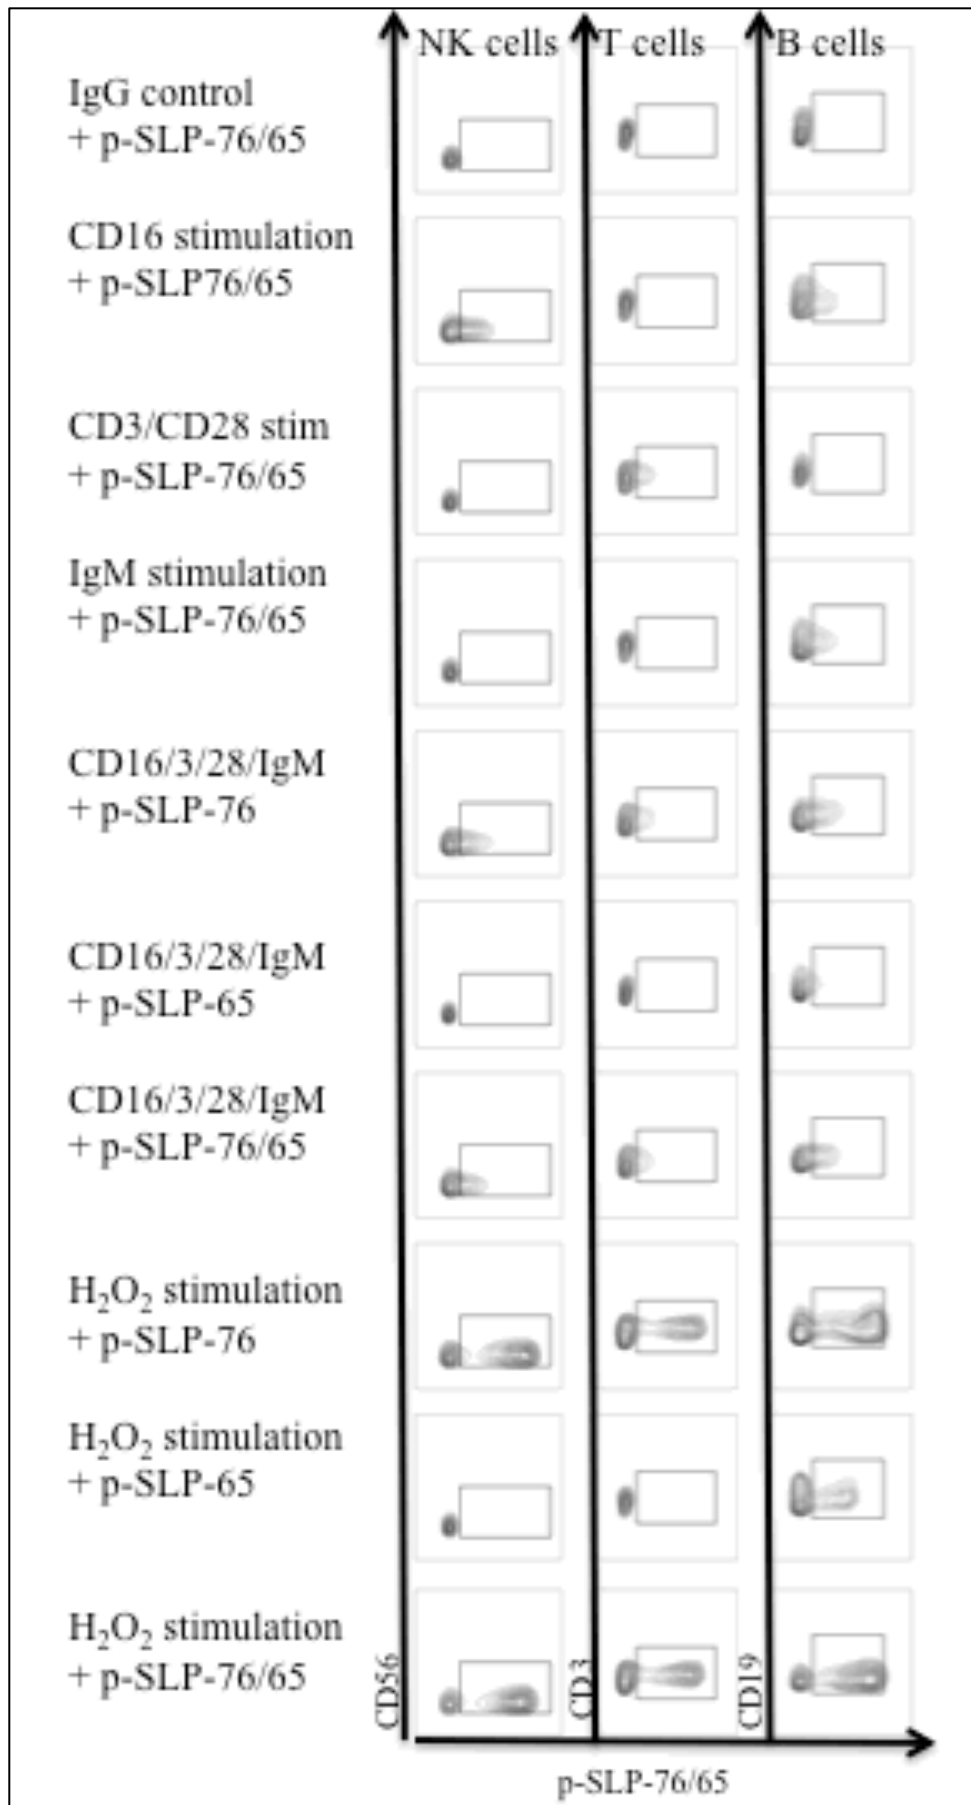 NK cells T cells B cells
IgG control
+ p-SLP-76/65
CD16 stimulation
+ p-SLP76/65
CD3/CD28 stim
+ p-SLP-76/65
IgM stimulation
+ p-SLP-76/65
CD16/3/28/IgM
+ p-SLP-76
CD16/3/28/IgM
+ p-SLP-65
CD16/3/28/IgM
+ p-SLP-76/65
H₂O₂ stimulation
+ p-SLP-76
H₂O₂ stimulation
+ p-SLP-65
H₂O₂ stimulation
+ p-SLP-76/65
CD56
CD3
CD19
p-SLP-76/65